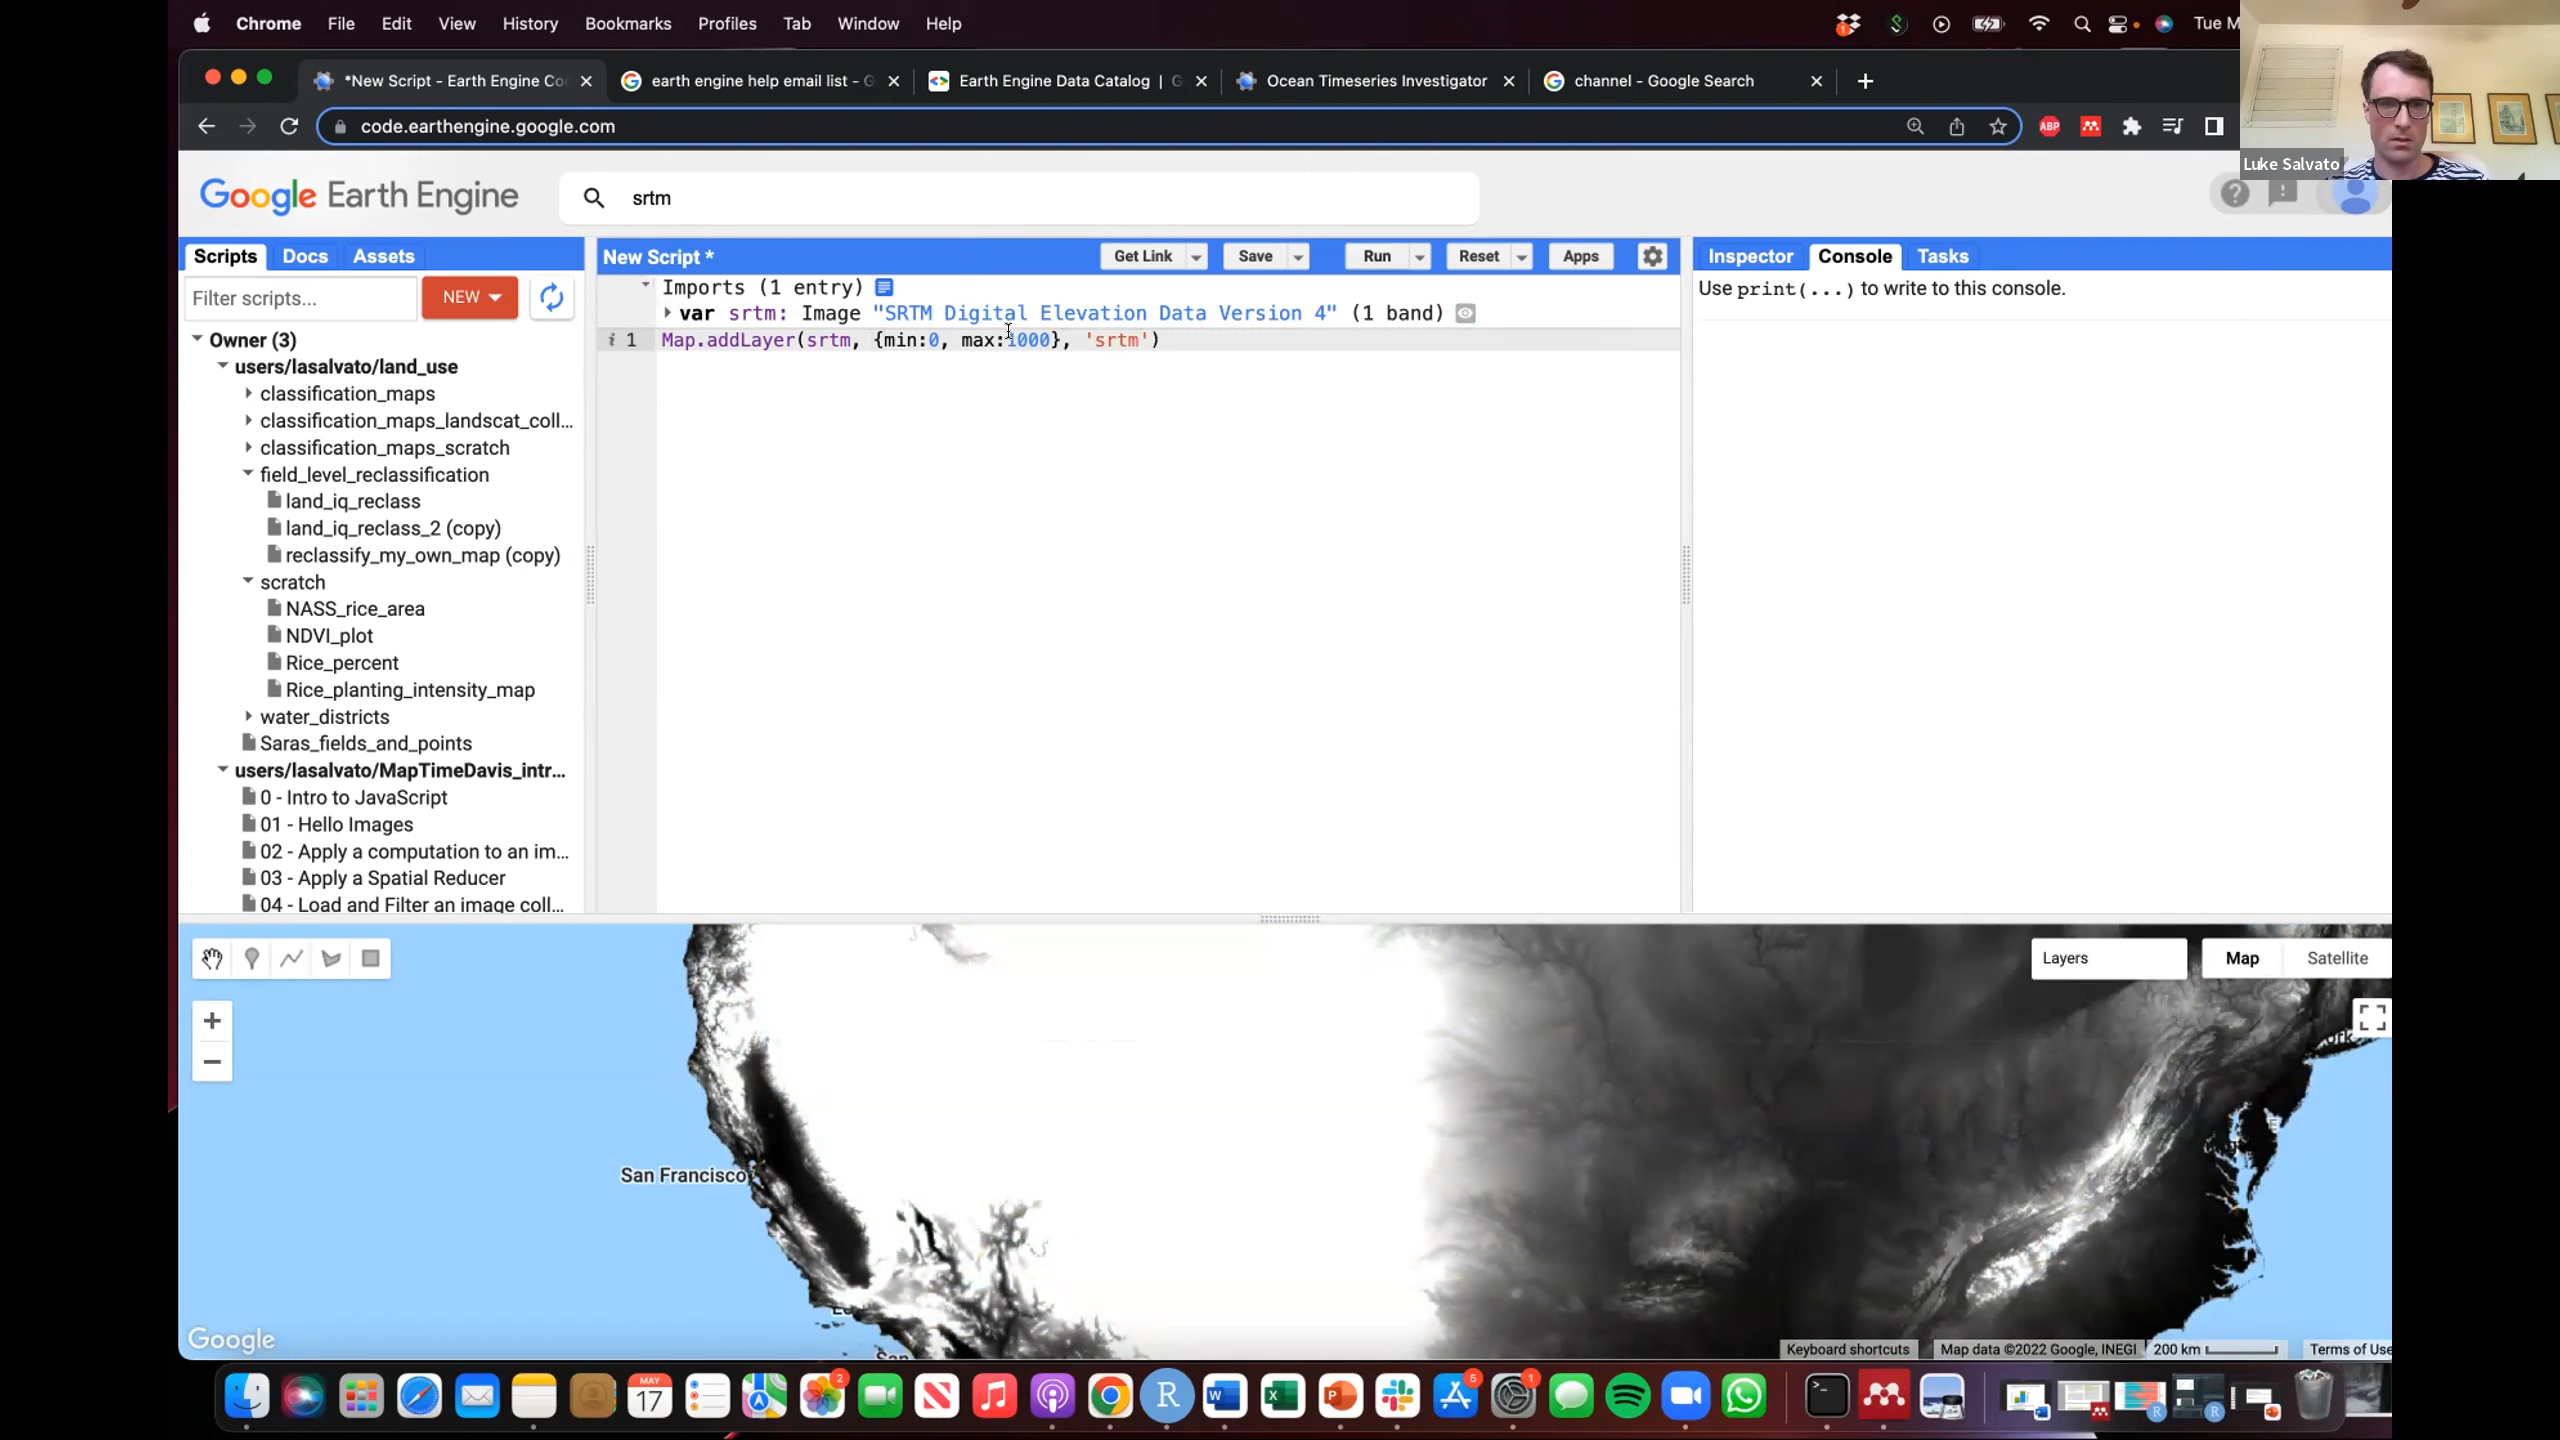 Chrome File Edit View History Bookmarks Profiles Tab Window Help
Tue M
*New Script - Earth Engine Co
earth engine help email list - G
Earth Engine Data Catalog | G
Ocean Timeseries Investigator
channel - Google Search
code.earthengine.google.com
ABP
Luke Salvato
Google Earth Engine
srtm
Scripts Docs Assets
New Script *
Get Link Save Run Reset Apps
Inspector Console Tasks
Filter scripts...
NEW
Imports (1 entry)
var srtm: Image "SRTM Digital Elevation Data Version 4" (1 band)
i 1 Map.addLayer(srtm, {min:0, max:1000}, 'srtm')
Use print(...) to write to this console.
Owner (3)
users/lasalvato/land_use
classification_maps
classification_maps_landscat_coll...
classification_maps_scratch
field_level_reclassification
land_iq_reclass
land_iq_reclass_2 (copy)
reclassify_my_own_map (copy)
scratch
NASS_rice_area
NDVI_plot
Rice_percent
Rice_planting_intensity_map
water_districts
Saras_fields_and_points
users/lasalvato/MapTimeDavis_intr...
0 - Intro to JavaScript
01 - Hello Images
02 - Apply a computation to an im...
03 - Apply a Spatial Reducer
04 - Load and Filter an image coll...
Layers
Map Satellite
San Francisco
Google
Keyboard shortcuts
Map data ©2022 Google, INEGI
200 km
Terms of Use
2
MAY
17
5
1